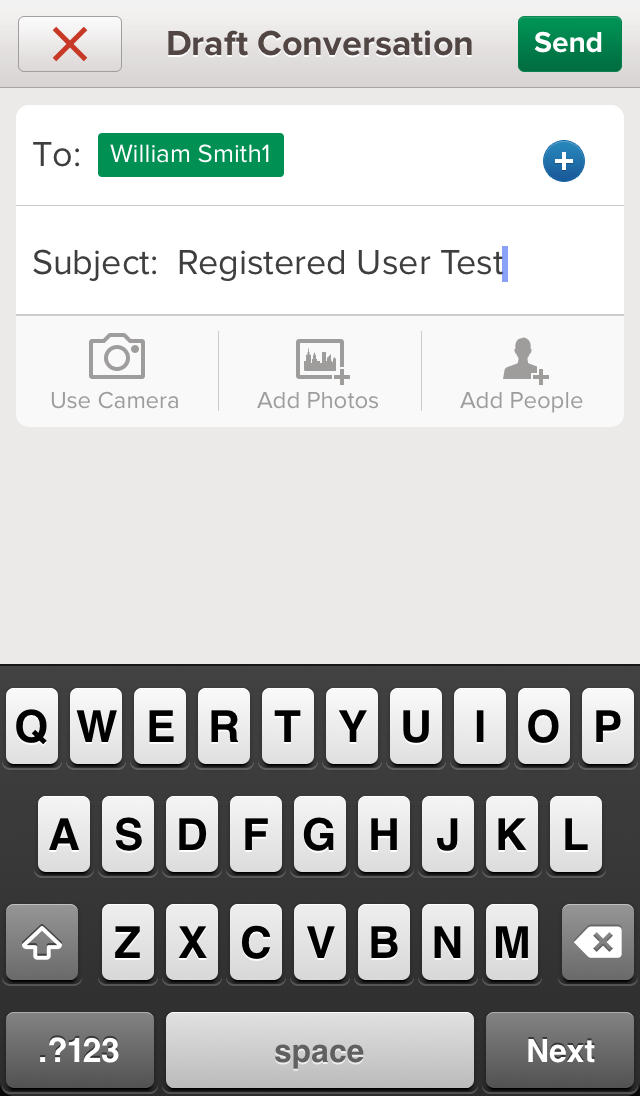 Draft Conversation Send
To: William Smith1
Subject: Registered User Test
Use Camera Add Photos Add People
Q W E R T Y U I O P
A S D F G H J K L
Z X C V B N M
.?123 space Next